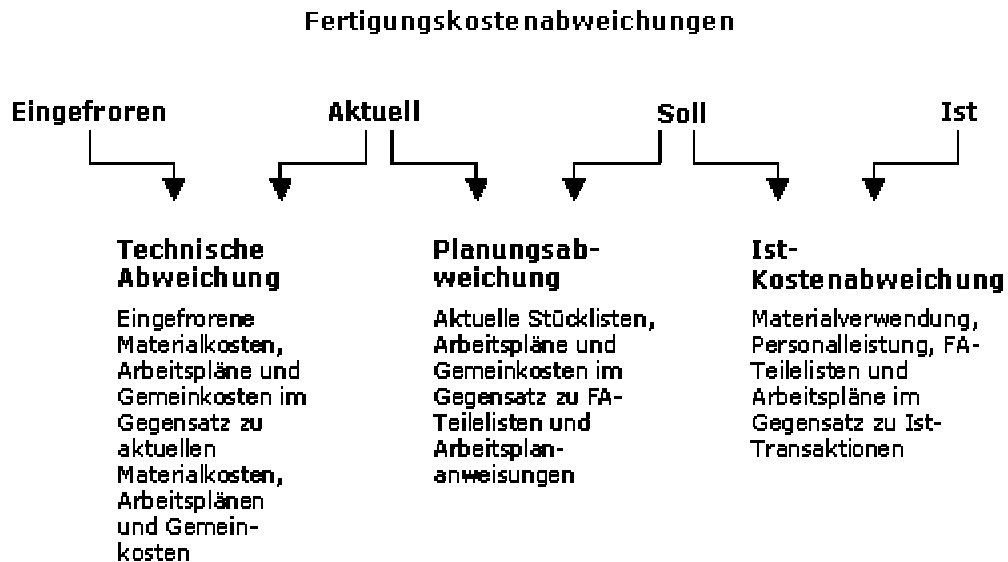 Fertigungskostenabweichungen
Eingefroren
Aktuell
Soll
Ist
Technische
Abweichung
Eingefrorene
Materialkosten,
Arbeitspläne und
Gemeinkosten im
Gegensatz zu
aktuellen
Materialkosten,
Arbeitsplänen
und Gemein-
kosten
Planungsab-
weichung
Aktuelle Stücklisten,
Arbeitspläne und
Gemeinkosten im
Gegensatz zu FA-
Teilelisten und
Arbeitsplan-
anweisungen
Ist-
Kostenabweichung
Materialverwendung,
Personalleistung, FA-
Teilelisten und
Arbeitspläne im
Gegensatz zu Ist-
Transaktionen